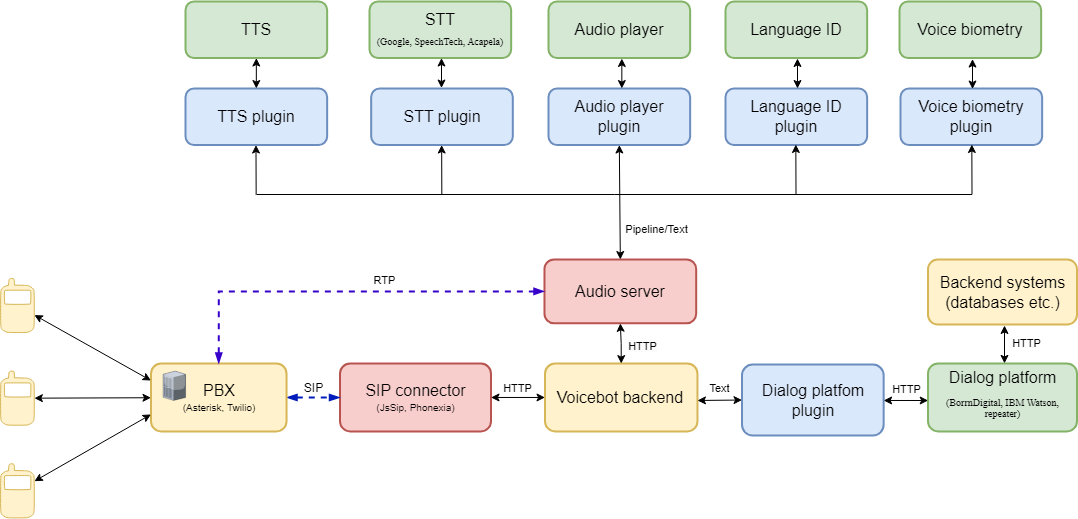 TTS
STT
(Google, SpeechTech, Acapela)
Audio player
Language ID
Voice biometry
TTS plugin
STT plugin
Audio player
plugin
Language ID
plugin
Voice biometry
plugin
Pipeline/Text
RTP
Audio server
Backend systems
(databases etc.)
HTTP
HTTP
PBX
(Asterisk, Twilio)
SIP
SIP connector
(JsSip, Phonexia)
HTTP
Voicebot backend
Text
Dialog platfom
plugin
HTTP
Dialog platform
(BormDigital, IBM Watson,
repeater)